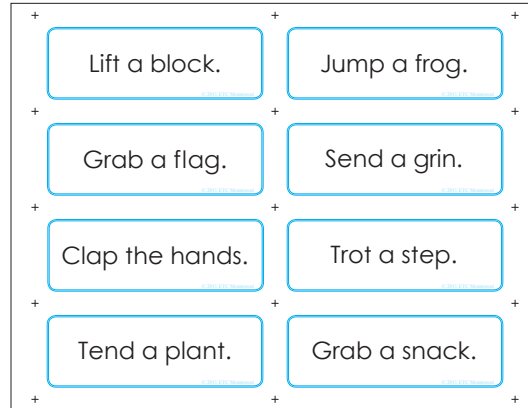 Lift a block.
Jump a frog.
Grab a flag.
Send a grin.
Clap the hands.
Trot a step.
Tend a plant.
Grab a snack.